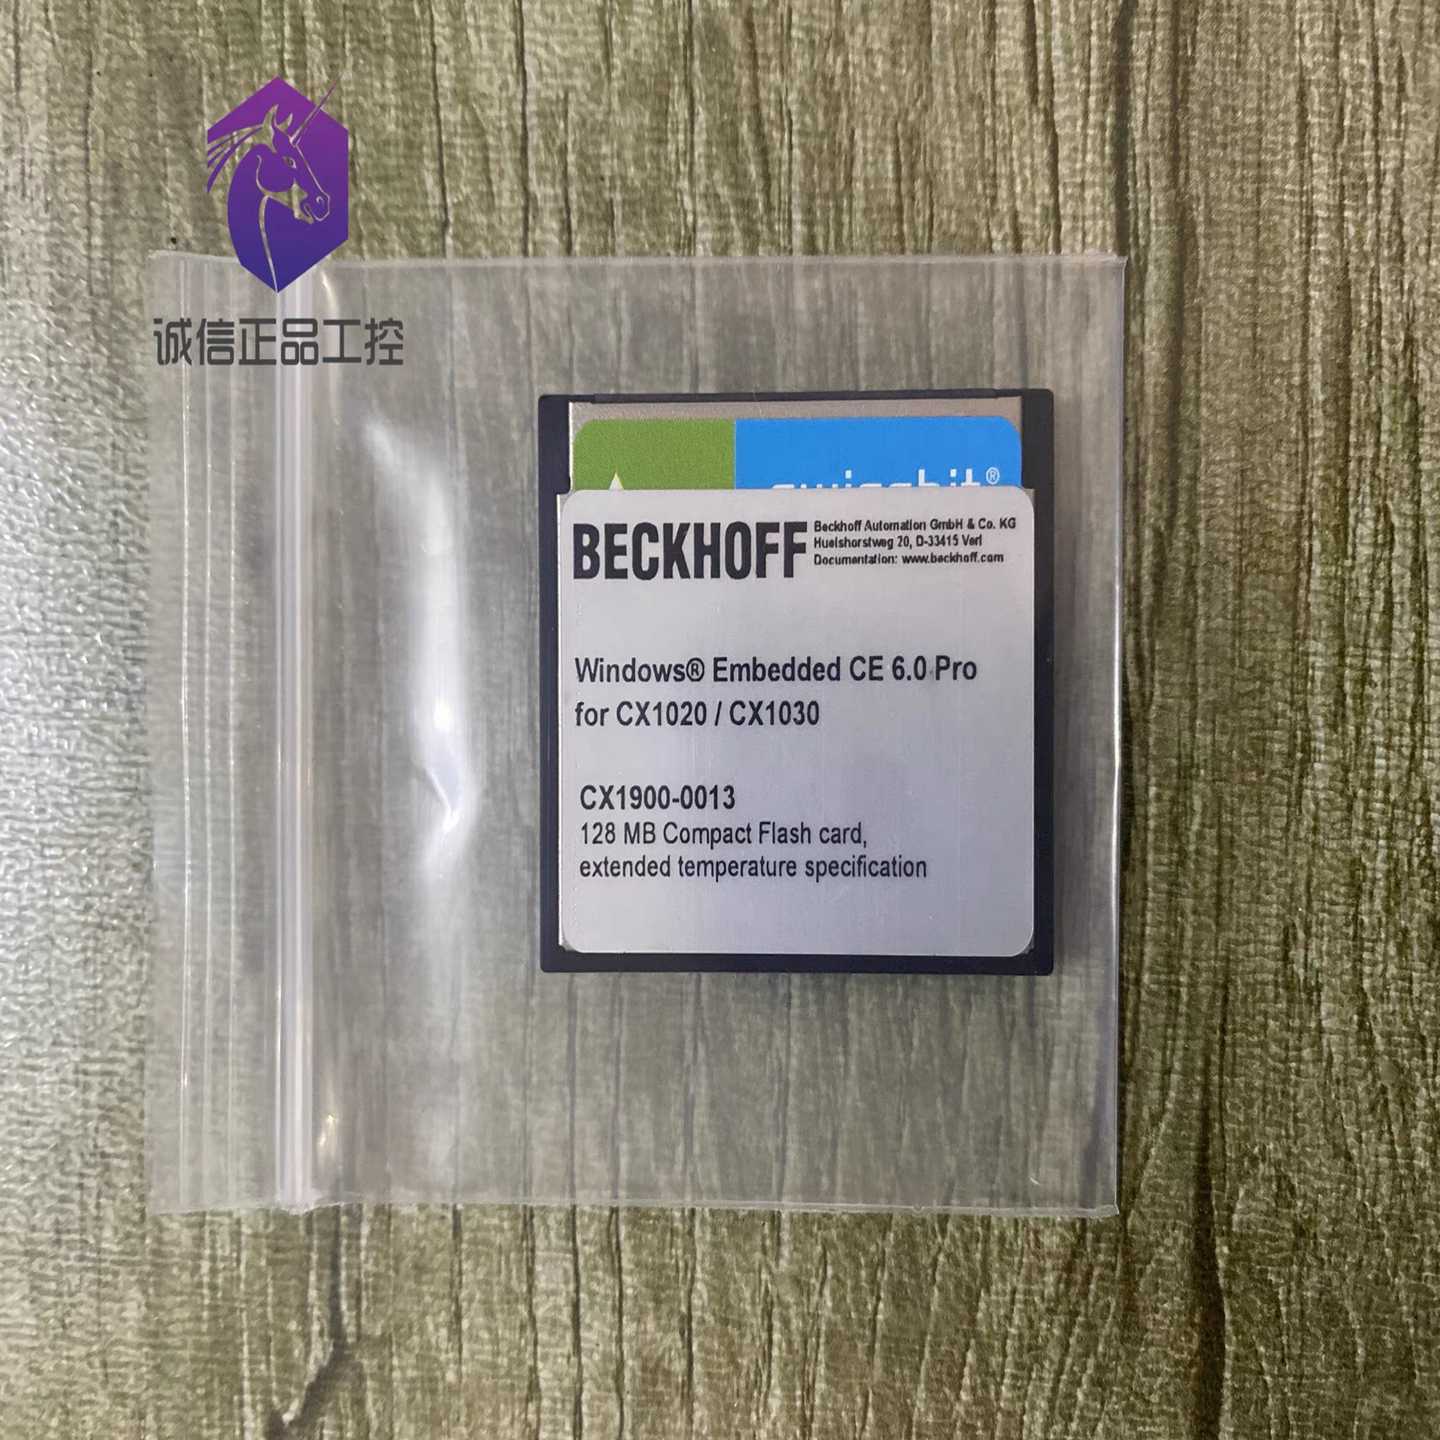 诚信正品工控
swissbit®
BECKHOFF
Beckhoff Automation GmbH & Co. KG
Huelshorstweg 20, D-33415 Verl
Documentation: www.beckhoff.com
Windows® Embedded CE 6.0 Pro
for CX1020 / CX1030
CX1900-0013
128 MB Compact Flash card,
extended temperature specification